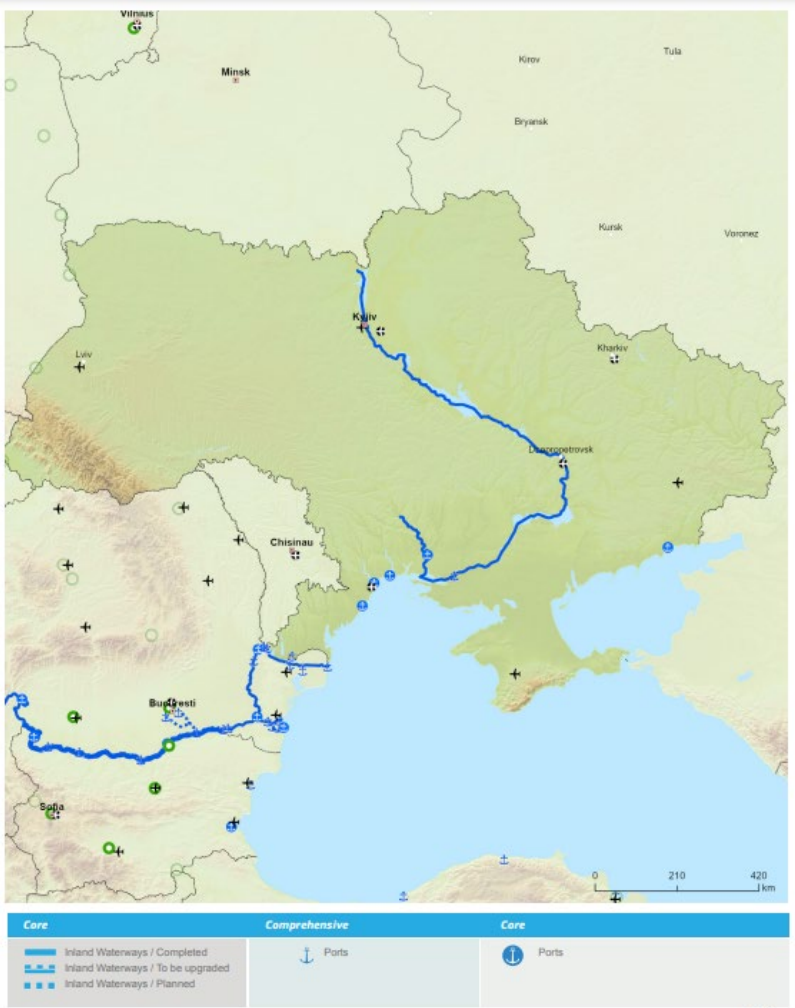 Vilnius
Minsk
Kirov
Tula
Bryansk
Kursk
Voronez
Kyiiv
Lviv
Kharkiv
Dnepropetrovsk
Chisinau
Bucuresti
Sofia
0 210 420
km
Core Comprehensive Core
Inland Waterways / Completed
Inland Waterways / To be upgraded
Inland Waterways / Planned
Ports
Ports